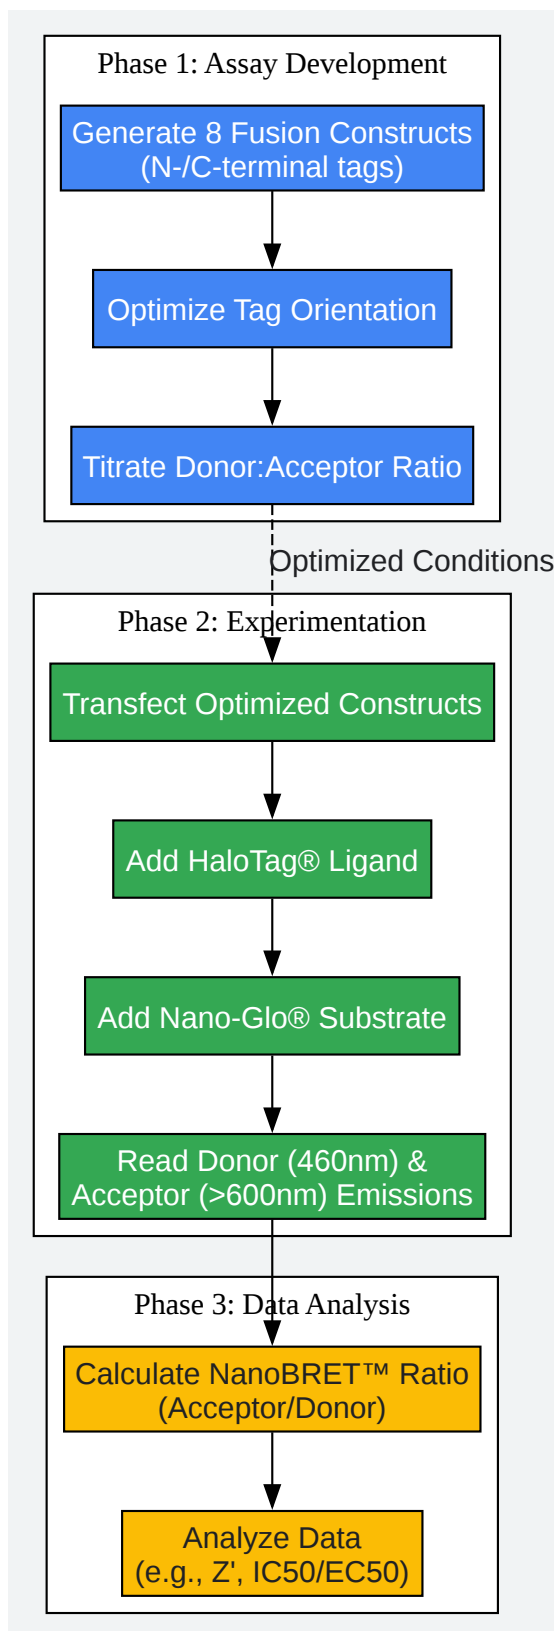 Phase 1: Assay Development
Generate 8 Fusion Constructs
(N-/C-terminal tags)
Optimize Tag Orientation
Titrate Donor:Acceptor Ratio
Optimized Conditions
Phase 2: Experimentation
Transfect Optimized Constructs
Add HaloTag® Ligand
Add Nano-Glo® Substrate
Read Donor (460nm) &
Acceptor (>600nm) Emissions
Phase 3: Data Analysis
Calculate NanoBRET™ Ratio
(Acceptor/Donor)
Analyze Data
(e.g., Z', IC50/EC50)